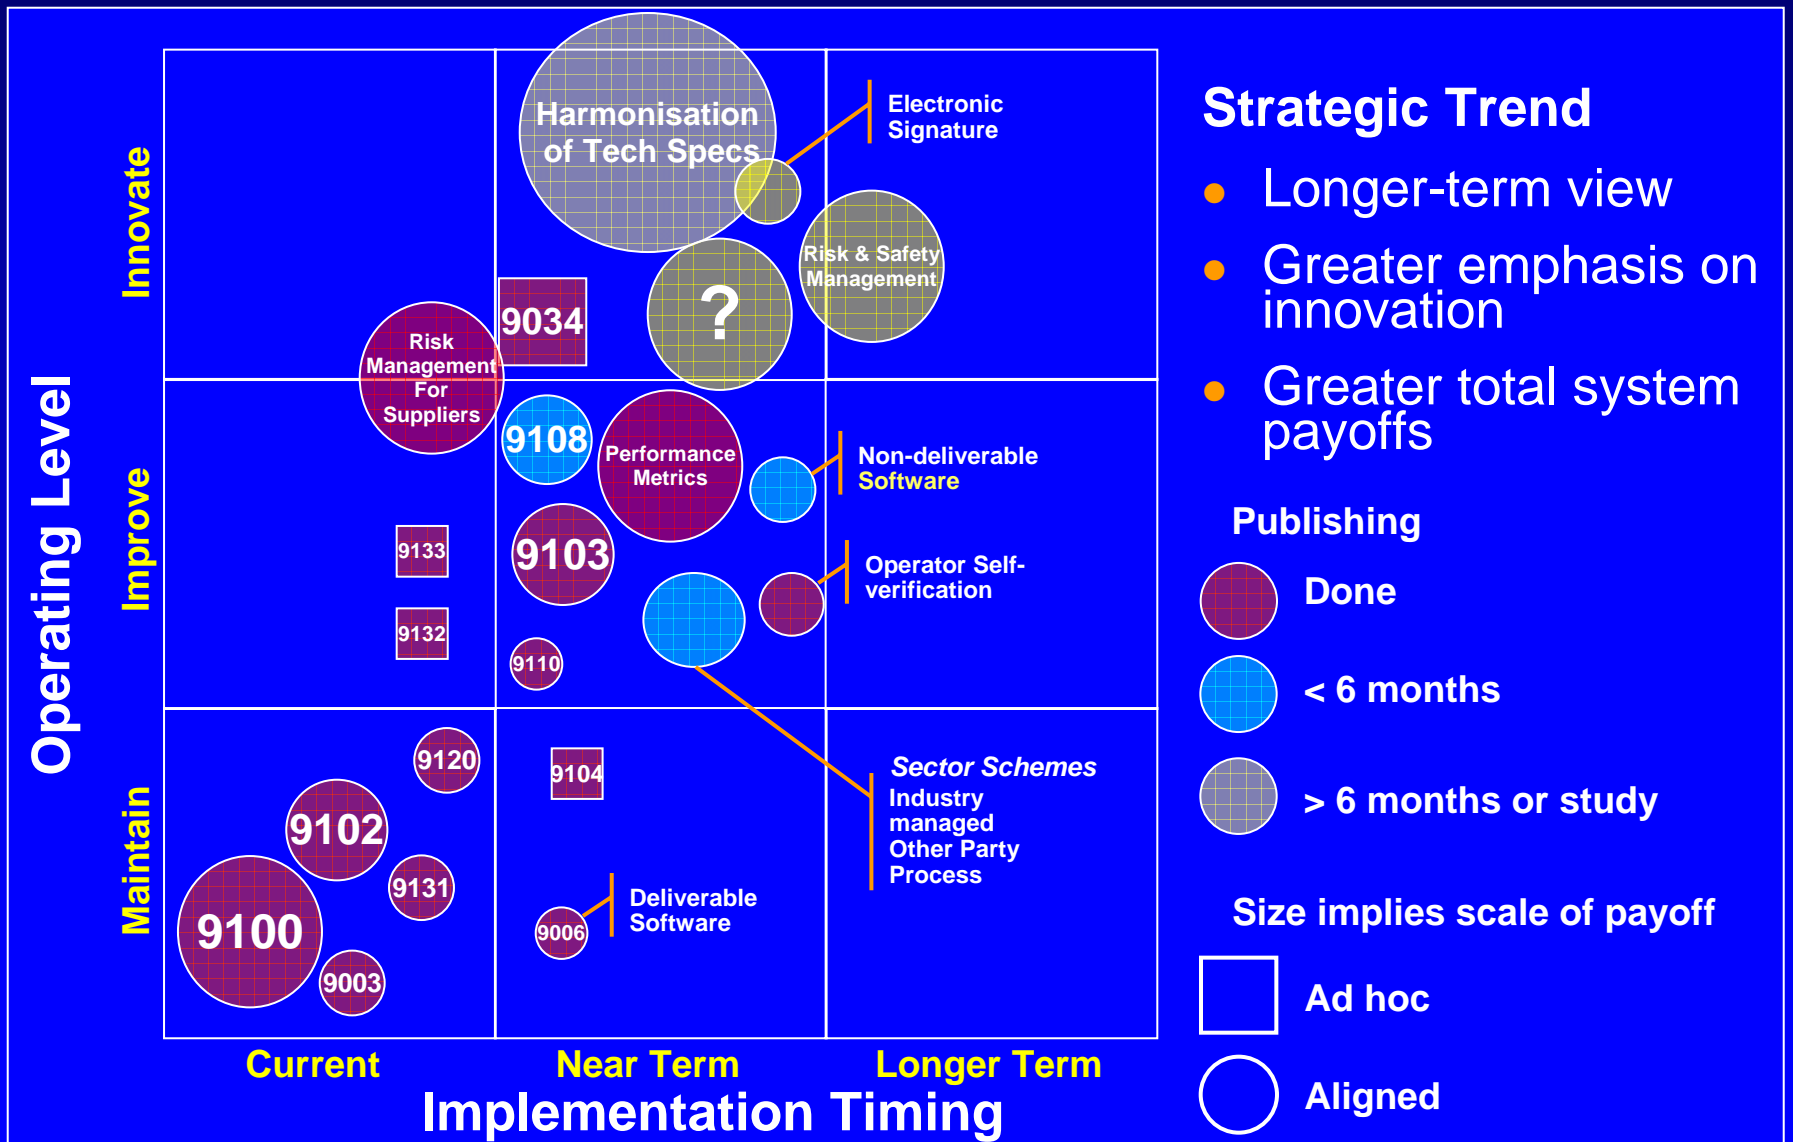 Operating Level
Innovate
Improve
Maintain
Harmonisation
of Tech Specs
Electronic
Signature
Risk & Safety
Management
?
9034
Risk
Management
For
Suppliers
9108
Performance
Metrics
Non-deliverable
Software
9133
9103
Operator Self-
verification
9132
9110
9120
9104
Sector Schemes
Industry
managed
Other Party
Process
9102
9131
9100
9003
Deliverable
Software
9006
Current
Near Term
Longer Term
Implementation Timing
Strategic Trend
Longer-term view
Greater emphasis on
innovation
Greater total system
payoffs
Publishing
Done
< 6 months
> 6 months or study
Size implies scale of payoff
Ad hoc
Aligned